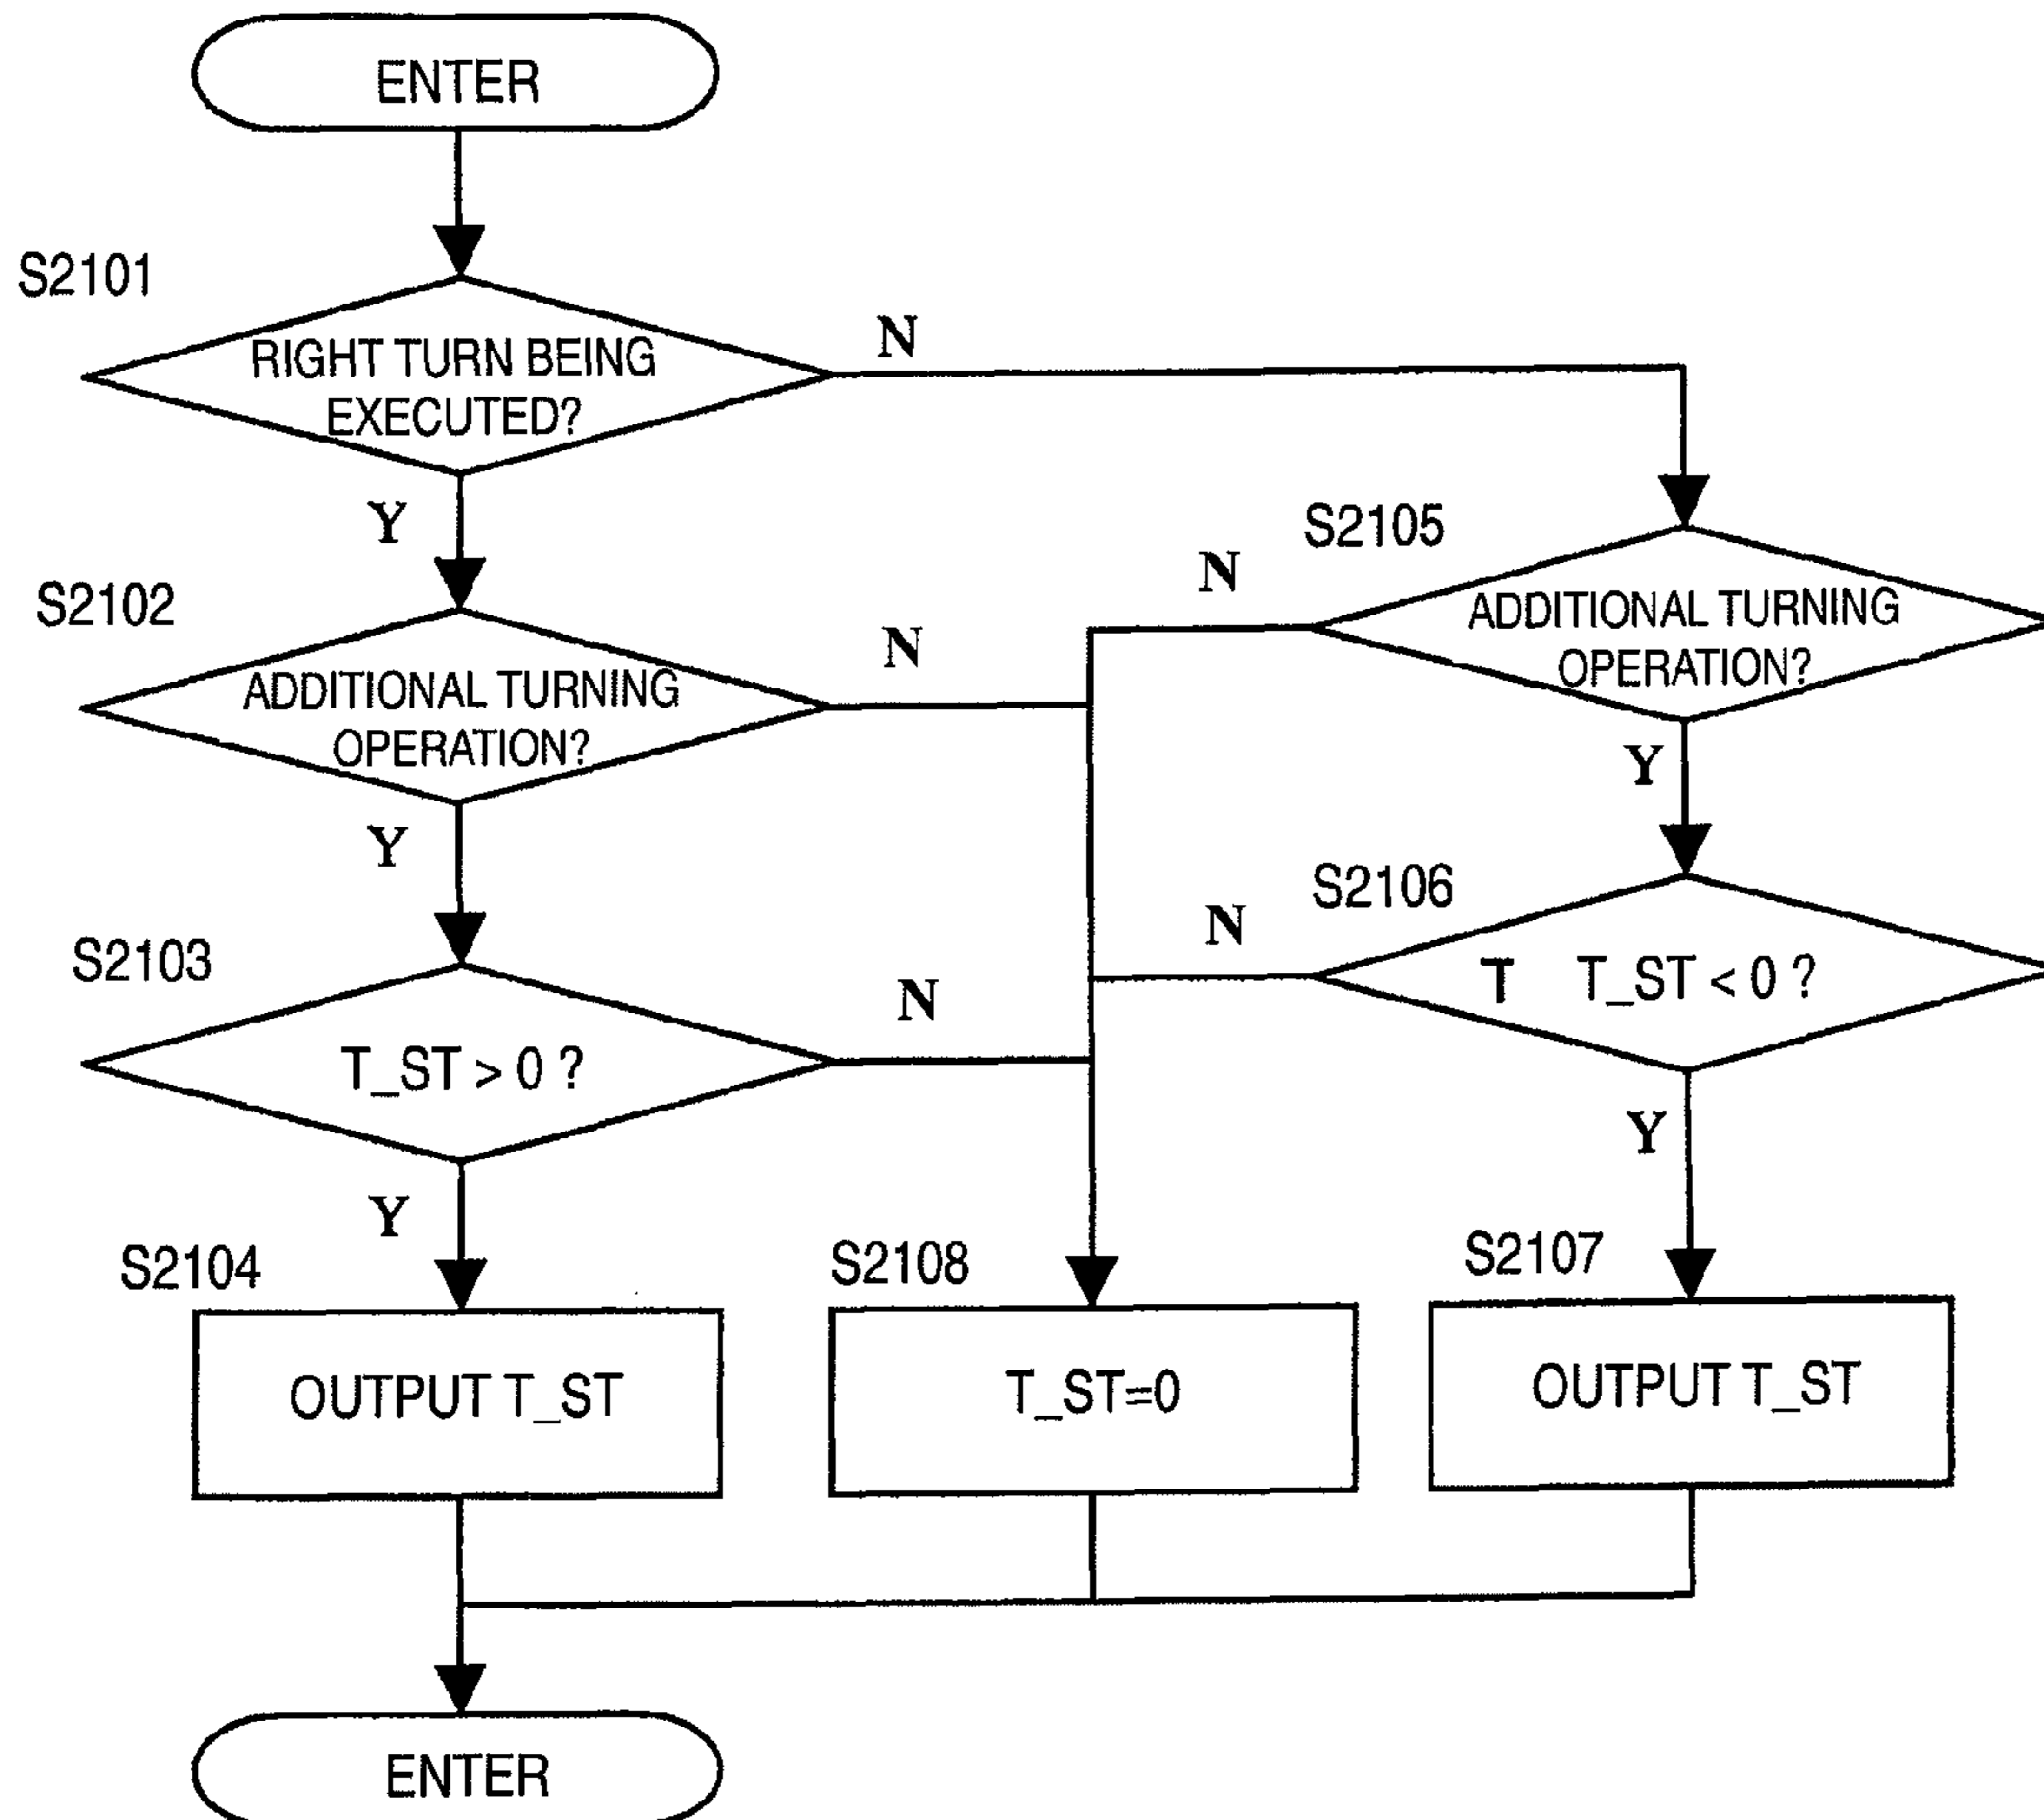 ENTER
S2101
RIGHT TURN BEING
EXECUTED?
N
Y
S2102
ADDITIONAL TURNING
OPERATION?
N
Y
S2103
T_ST > 0 ?
N
Y
S2104
OUTPUT T_ST
S2105
ADDITIONAL TURNING
OPERATION?
N
Y
S2106
T T_ST < 0 ?
N
Y
S2107
OUTPUT T_ST
S2108
T_ST=0
ENTER